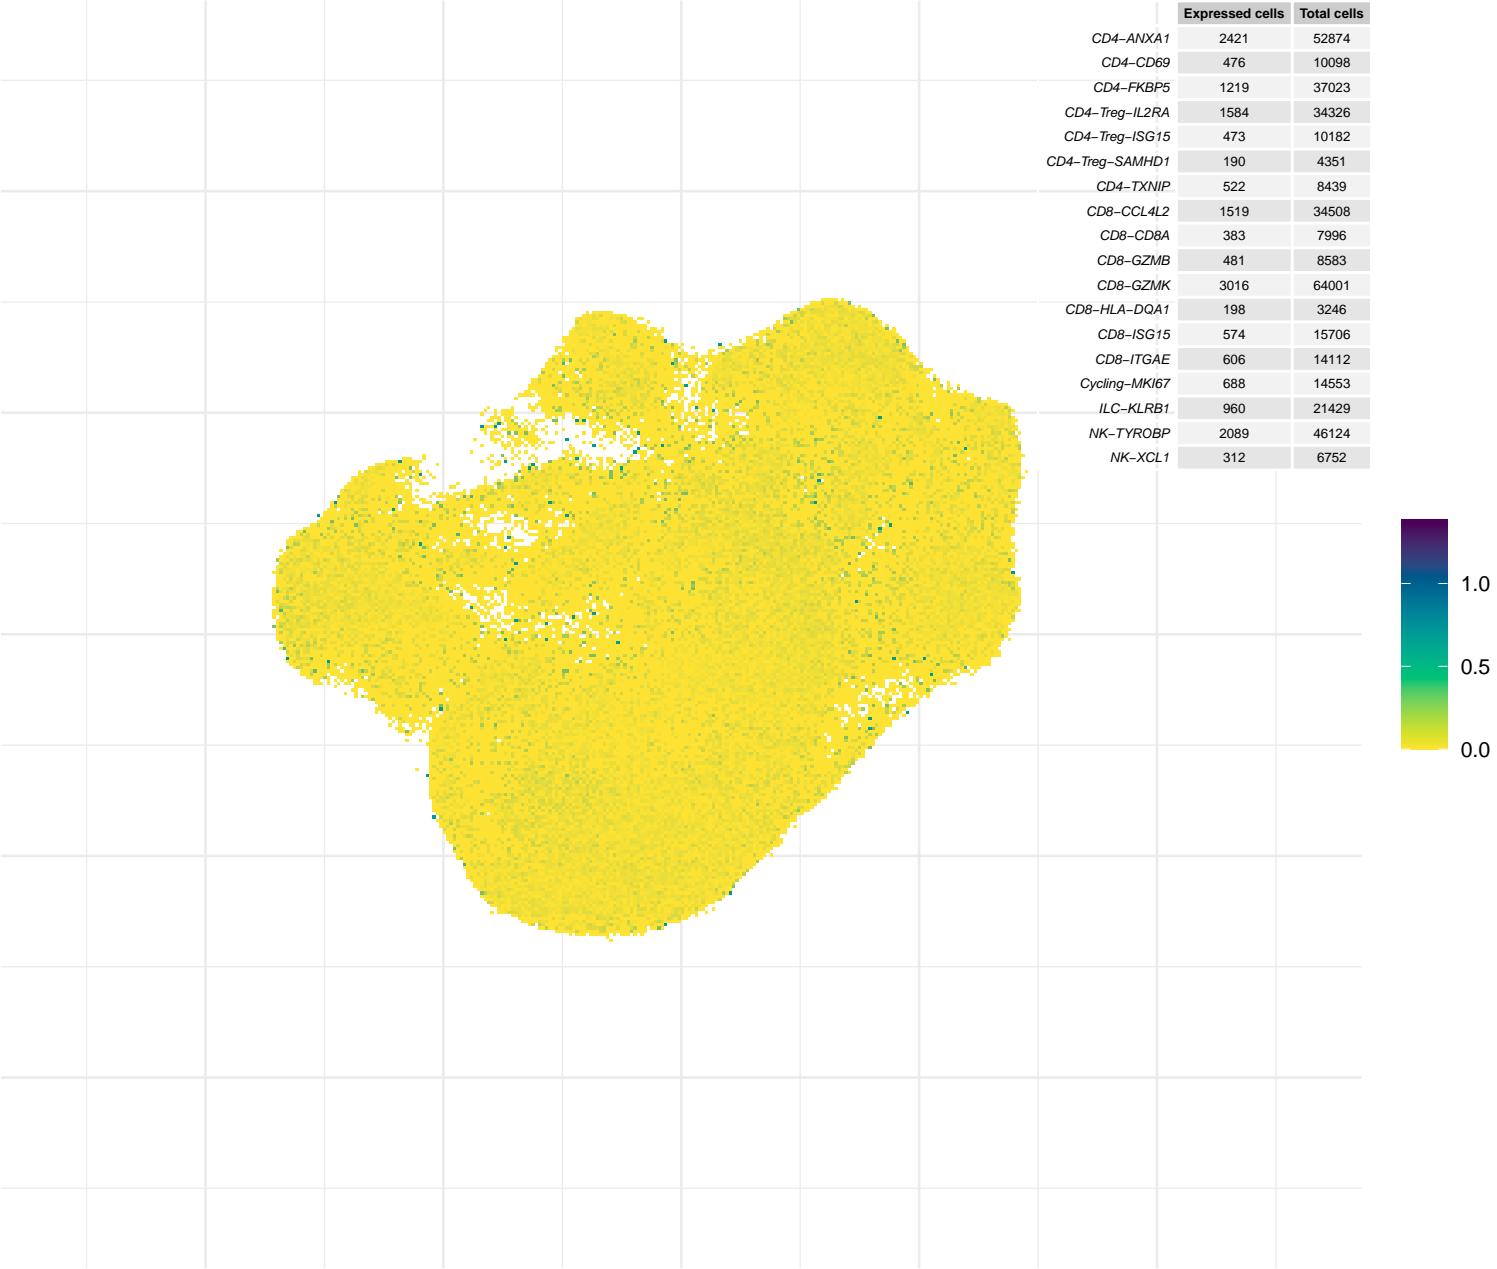 Expressed cells Total cells
CD4−ANXA1 2421 52874
CD4−CD69 476 10098
CD4−FKBP5 1219 37023
CD4−Treg−IL2RA 1584 34326
CD4−Treg−ISG15 473 10182
CD4−Treg−SAMHD1 190 4351
CD4−TXNIP 522 8439
CD8−CCL4L2 1519 34508
CD8−CD8A 383 7996
CD8−GZMB 481 8583
CD8−GZMK 3016 64001
CD8−HLA−DQA1 198 3246
CD8−ISG15 574 15706
CD8−ITGAE 606 14112
Cycling−MKI67 688 14553
ILC−KLRB1 960 21429
NK−TYROBP 2089 46124
NK−XCL1 312 6752
1.0
0.5
0.0